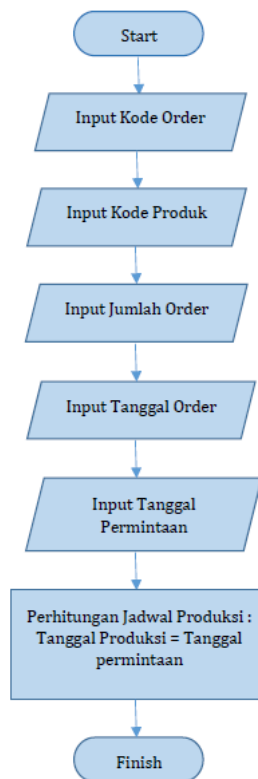 Start
Input Kode Order
Input Kode Produk
Input Jumlah Order
Input Tanggal Order
Input Tanggal
Permintaan
Perhitungan Jadwal Produksi :
Tanggal Produksi = Tanggal
permintaan
Finish